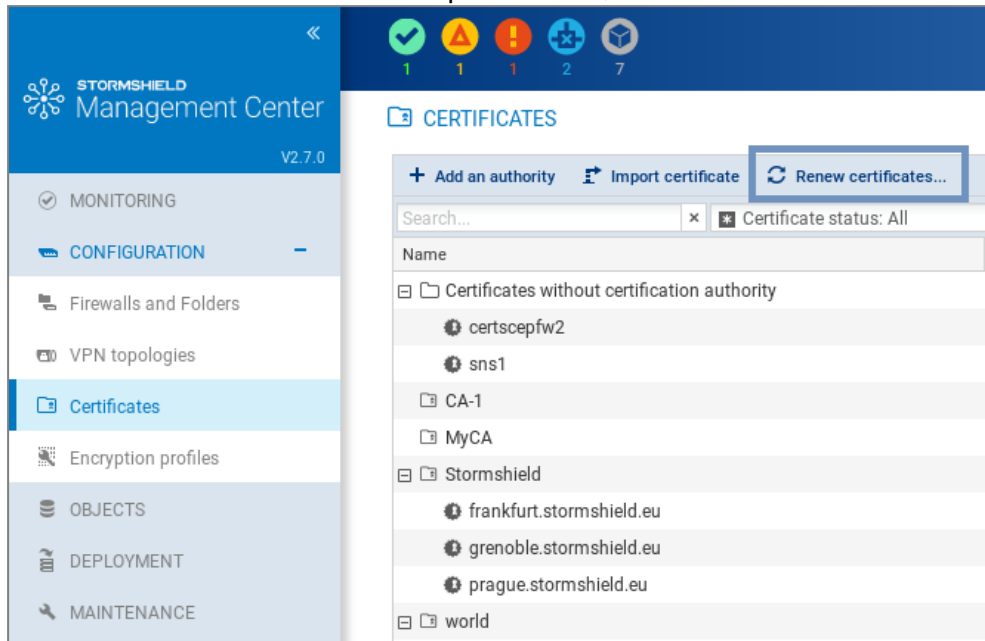 «
STORMSHIELD
Management Center
V2.7.0
1 1 1 2 7
CERTIFICATES
+ Add an authority Import certificate Renew certificates...
Search... × Certificate status: All
Name
MONITORING
CONFIGURATION −
Firewalls and Folders
VPN topologies
Certificates
Encryption profiles
OBJECTS
DEPLOYMENT
MAINTENANCE
Certificates without certification authority
certscepfw2
sns1
CA-1
MyCA
Stormshield
frankfurt.stormshield.eu
grenoble.stormshield.eu
prague.stormshield.eu
world